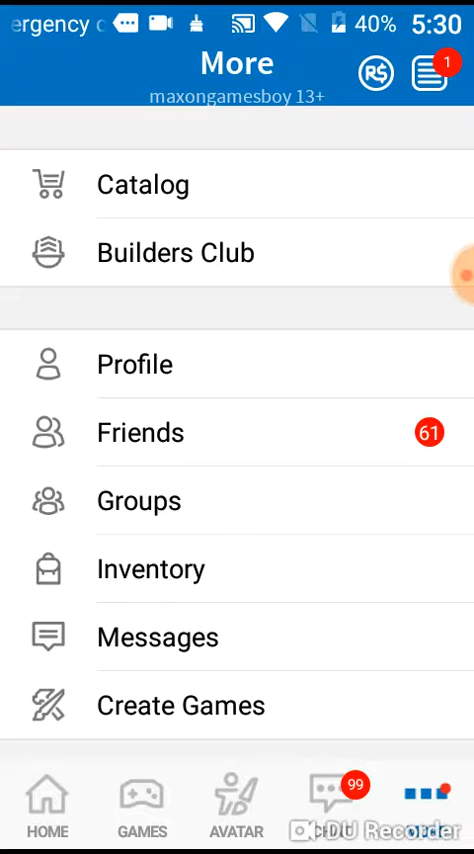 ergency c 40% 5:30
More
maxongamesboy 13+
R$
1
Catalog
Builders Club
Profile
Friends 61
Groups
Inventory
Messages
Create Games
99
HOME GAMES AVATAR
DU Recorder